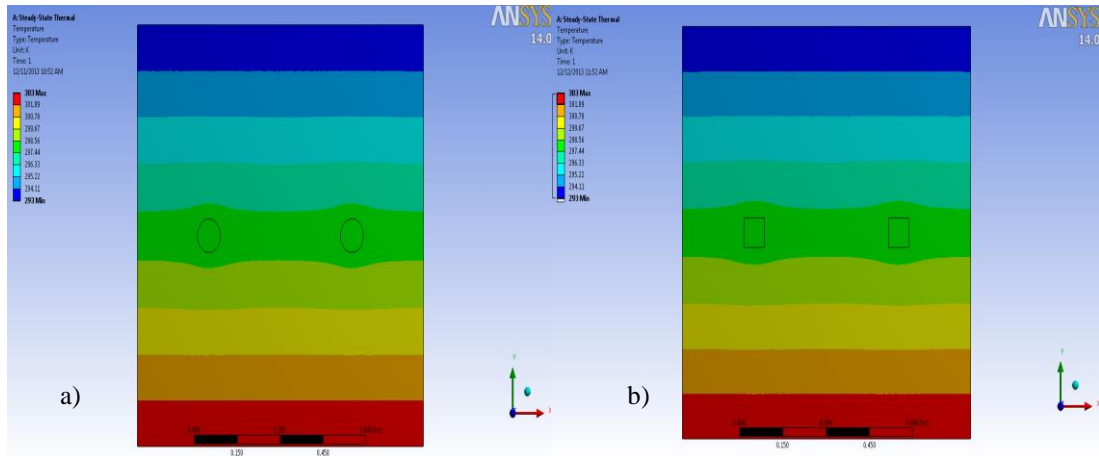 A: Steady-State Thermal
Temperature
Type: Temperature
Unit: K
Time: 1
12/11/2013 10:52 AM
303 Max
301.89
300.78
299.67
298.56
297.44
296.33
295.22
294.11
293 Min
ANSYS
14.0
a)
Y
X
0.150
0.450
A: Steady-State Thermal
Temperature
Type: Temperature
Unit: K
Time: 1
12/12/2013 11:52 AM
303 Max
301.89
300.78
299.67
298.56
297.44
296.33
295.22
294.11
293 Min
ANSYS
14.0
b)
Y
X
0.150
0.450